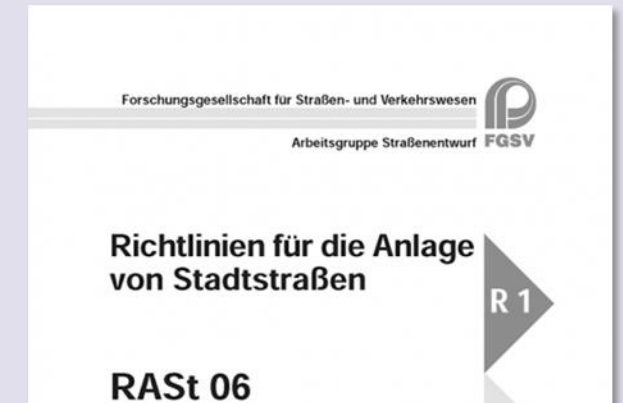 Forschungsgesellschaft für Straßen- und Verkehrswesen
Arbeitsgruppe Straßenentwurf
FGSV
Richtlinien für die Anlage
von Stadtstraßen
R 1
RASt 06